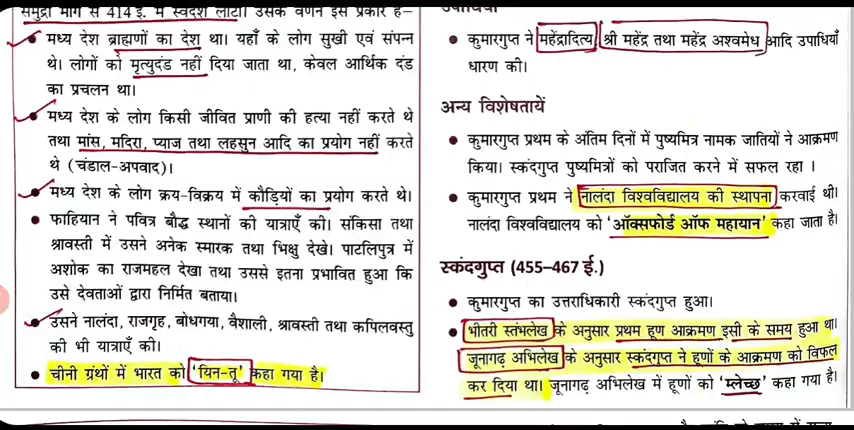 समुद्री मार्ग से 414 ई. में स्वदेश लौटा। उसके वर्णन इस प्रकार है–
● मध्य देश ब्राह्मणों का देश था। यहाँ के लोग सुखी एवं संपन्न
थे। लोगों को मृत्युदंड नहीं दिया जाता था, केवल आर्थिक दंड
का प्रचलन था।
● मध्य देश के लोग किसी जीवित प्राणी की हत्या नहीं करते थे
तथा मांस, मदिरा, प्याज तथा लहसुन आदि का प्रयोग नहीं करते
थे (चंडाल-अपवाद)।
● मध्य देश के लोग क्रय-विक्रय में कौड़ियों का प्रयोग करते थे।
● फाहियान ने पवित्र बौद्ध स्थानों की यात्राएँ की। संकिसा तथा
श्रावस्ती में उसने अनेक स्मारक तथा भिक्षु देखे। पाटलिपुत्र में
अशोक का राजमहल देखा तथा उससे इतना प्रभावित हुआ कि
उसे देवताओं द्वारा निर्मित बताया।
● उसने नालंदा, राजगृह, बोधगया, वैशाली, श्रावस्ती तथा कपिलवस्तु
की भी यात्राएँ की।
● चीनी ग्रंथों में भारत को ‘यिन-तू’ कहा गया है।
उपाधियाँ
● कुमारगुप्त ने महेंद्रादित्य, श्री महेंद्र तथा महेंद्र अश्वमेध आदि उपाधियाँ
धारण की।
अन्य विशेषतायें
● कुमारगुप्त प्रथम के अंतिम दिनों में पुष्यमित्र नामक जातियों ने आक्रमण
किया। स्कंदगुप्त पुष्यमित्रों को पराजित करने में सफल रहा ।
● कुमारगुप्त प्रथम ने नालंदा विश्वविद्यालय की स्थापना करवाई थी।
नालंदा विश्वविद्यालय को ‘ऑक्सफोर्ड ऑफ महायान’ कहा जाता है।
स्कंदगुप्त (455–467 ई.)
● कुमारगुप्त का उत्तराधिकारी स्कंदगुप्त हुआ।
● भीतरी स्तंभलेख के अनुसार प्रथम हूण आक्रमण इसी के समय हुआ था।
जूनागढ़ अभिलेख के अनुसार स्कंदगुप्त ने हूणों के आक्रमण को विफल
कर दिया था। जूनागढ़ अभिलेख में हूणों को ‘म्लेच्छ’ कहा गया है।